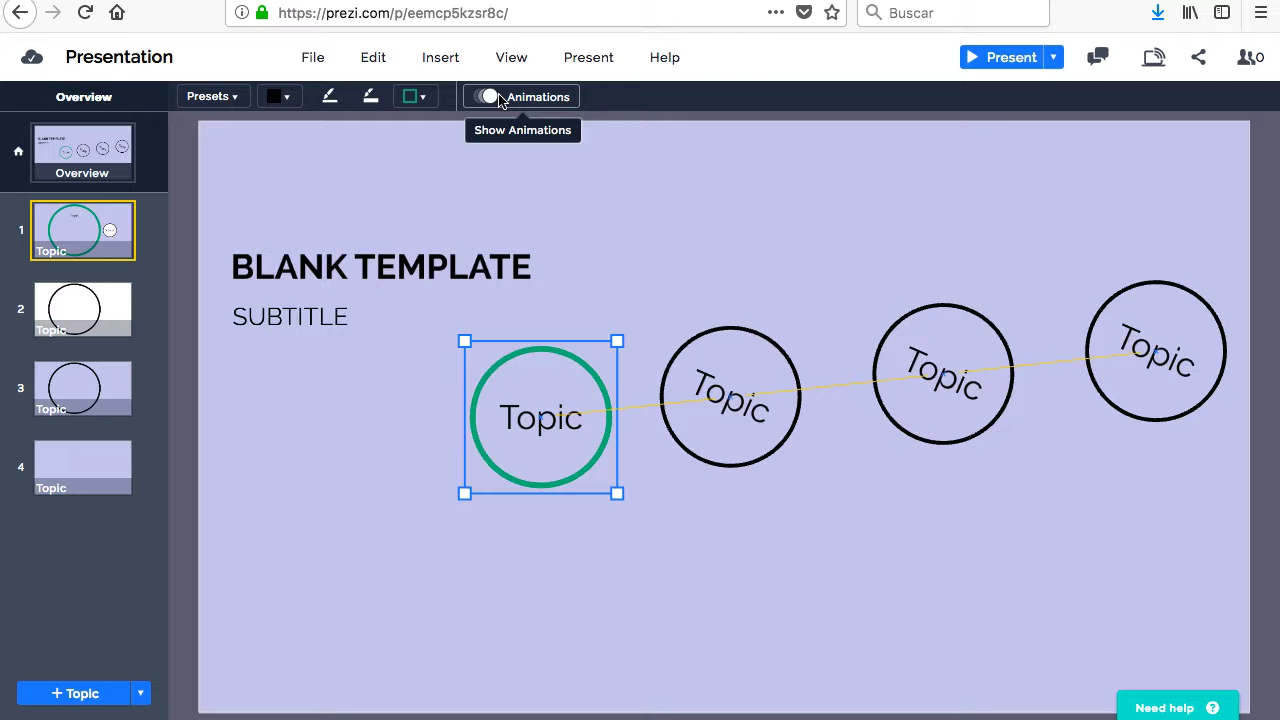 https://prezi.com/p/eemcp5kzsr8c/
Buscar
Presentation
File
Edit
Insert
View
Present
Help
Present
0
Overview
Presets
Animations
Show Animations
Overview
1
Topic
2
Topic
3
Topic
4
Topic
BLANK TEMPLATE
SUBTITLE
Topic
Topic
Topic
Topic
+ Topic
Need help ?